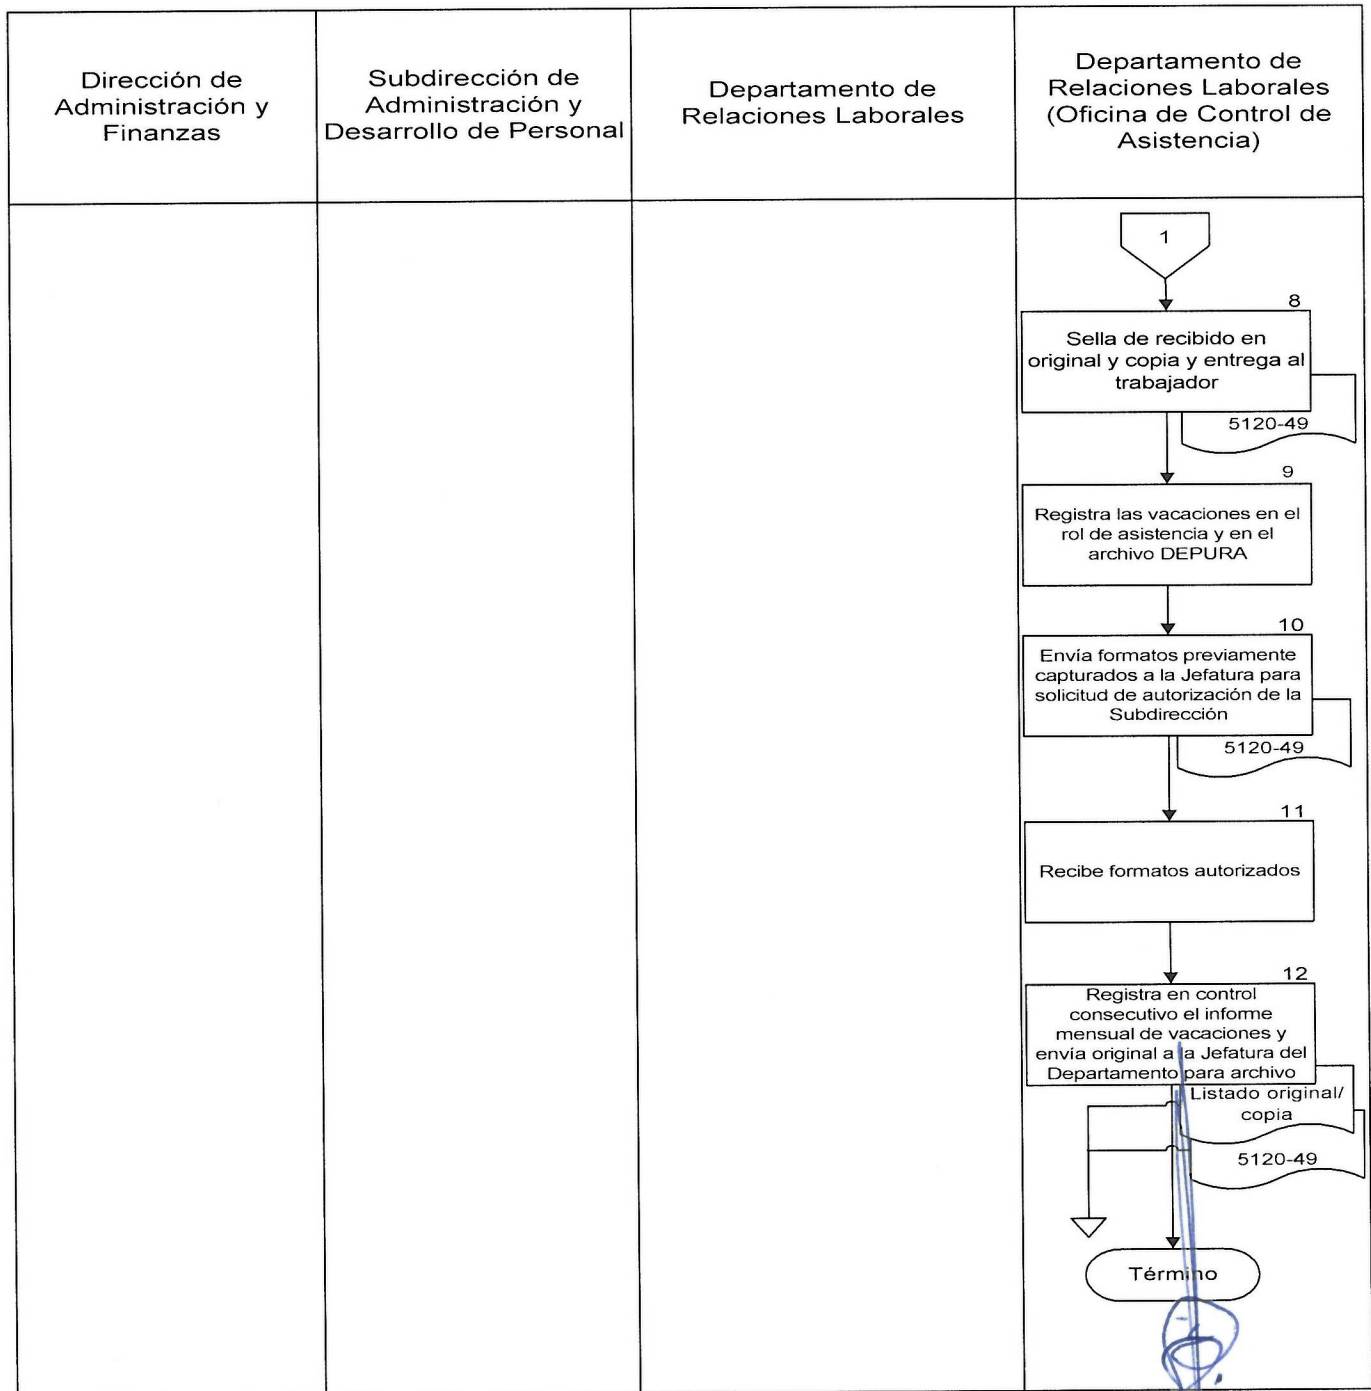 Dirección de
Administración y
Finanzas
Subdirección de
Administración y
Desarrollo de Personal
Departamento de
Relaciones Laborales
Departamento de
Relaciones Laborales
(Oficina de Control de
Asistencia)
1
8
Sella de recibido en
original y copia y entrega al
trabajador
5120-49
9
Registra las vacaciones en el
rol de asistencia y en el
archivo DEPURA
10
Envía formatos previamente
capturados a la Jefatura para
solicitud de autorización de la
Subdirección
5120-49
11
Recibe formatos autorizados
12
Registra en control
consecutivo el informe
mensual de vacaciones y
envía original a la Jefatura del
Departamento para archivo
Listado original/
copia
5120-49
Término